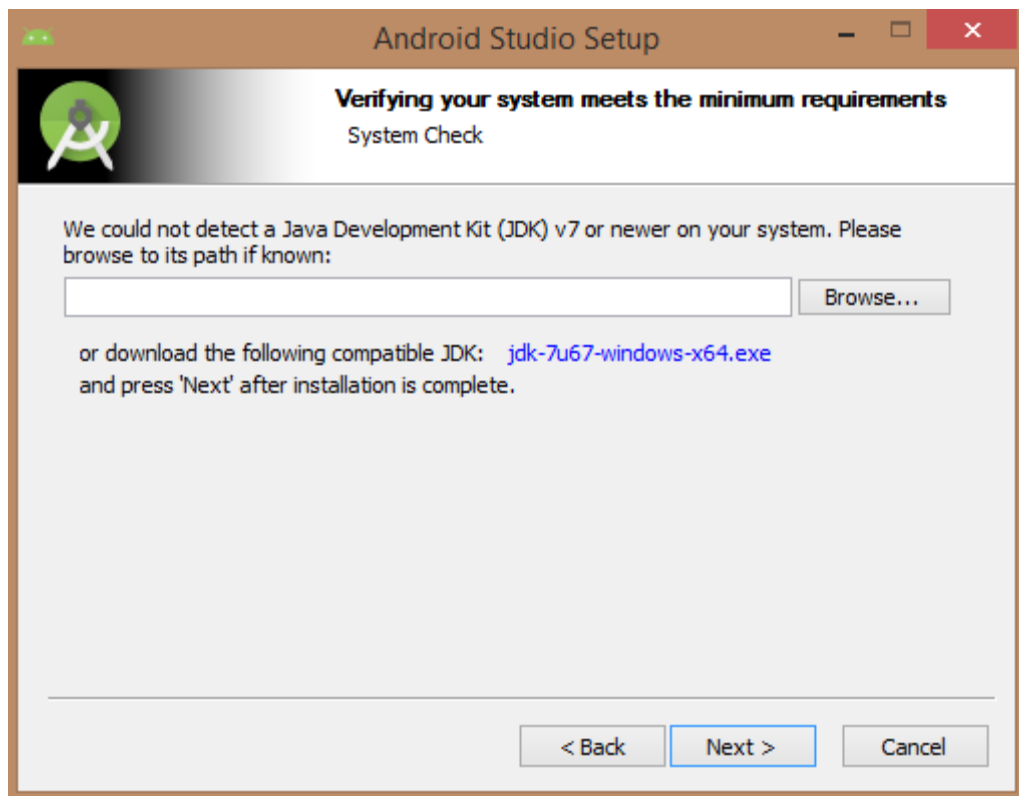 Android Studio Setup
Verifying your system meets the minimum requirements
System Check
We could not detect a Java Development Kit (JDK) v7 or newer on your system. Please
browse to its path if known:
Browse...
or download the following compatible JDK: jdk-7u67-windows-x64.exe
and press 'Next' after installation is complete.
< Back Next > Cancel